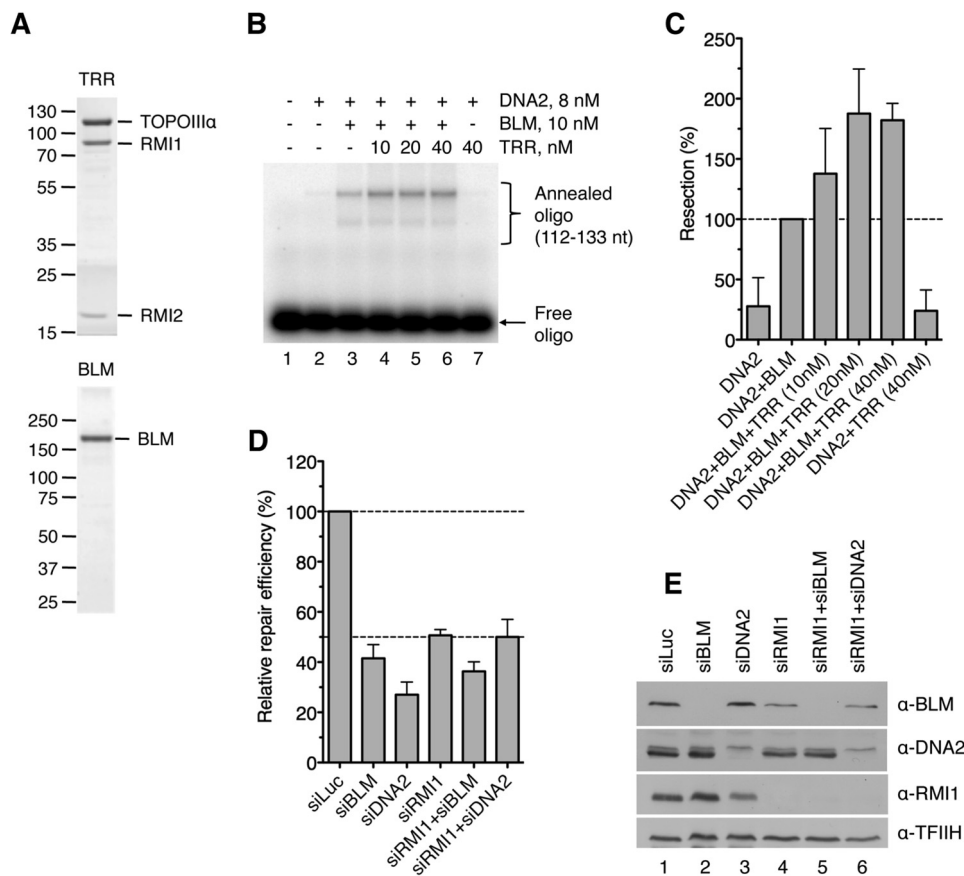 A
TRR
130
100
70
55
35
25
15
TOPOIIIα
RMI1
RMI2
BLM
250
150
100
75
50
37
25
BLM
B
- + + + + + + DNA2, 8 nM
- - + + + + - BLM, 10 nM
- - - 10 20 40 40 TRR, nM
Annealed
oligo
(112-133 nt)
Free
oligo
1 2 3 4 5 6 7
C
Resection (%)
250
200
150
100
50
0
DNA2
DNA2+BLM
DNA2+BLM+TRR (10nM)
DNA2+BLM+TRR (20nM)
DNA2+BLM+TRR (40nM)
DNA2+TRR (40nM)
D
Relative repair efficiency (%)
120
100
80
60
40
20
0
siLuc
siBLM
siDNA2
siRMI1
siRMI1+siBLM
siRMI1+siDNA2
E
siLuc
siBLM
siDNA2
siRMI1
siRMI1+siBLM
siRMI1+siDNA2
α-BLM
α-DNA2
α-RMI1
α-TFIIH
1 2 3 4 5 6